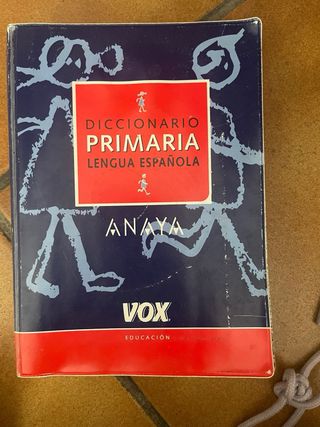 DICCIONARIO
PRIMARIA
LENGUA ESPAÑOLA
ANAYA
VOX
EDUCACIÓN